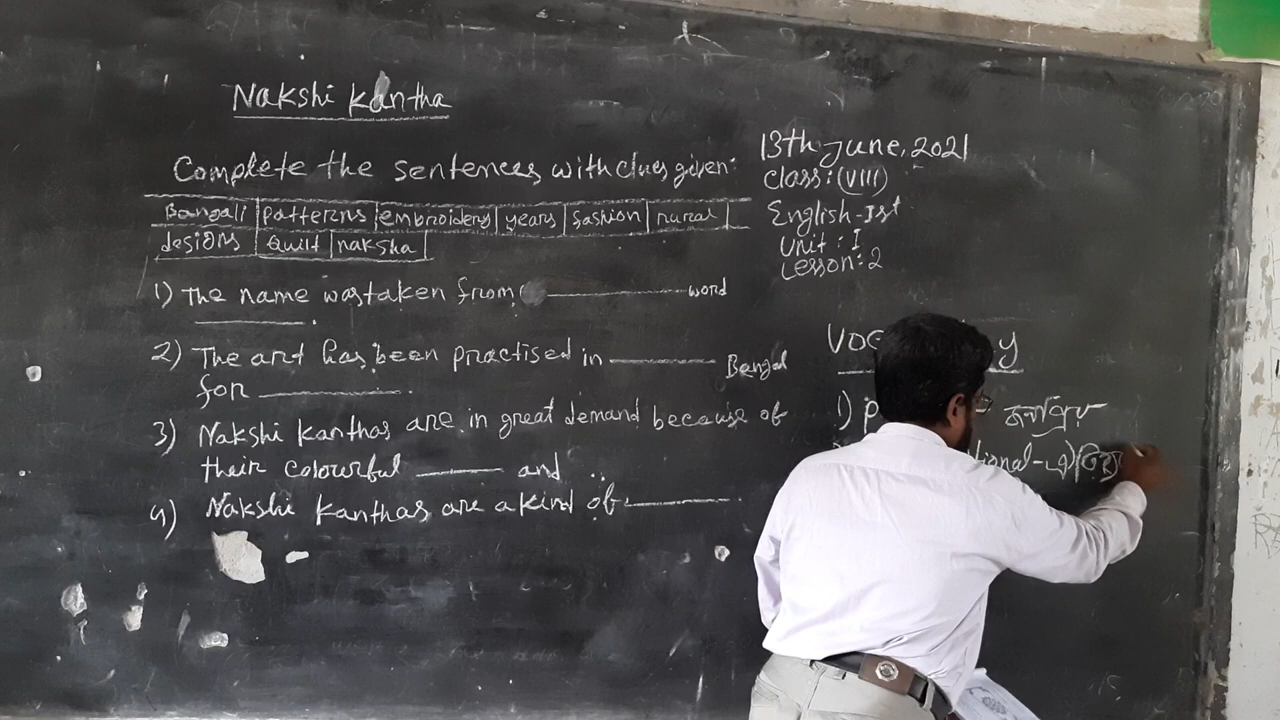 Nakshi Kantha
Complete the sentences with clues given:
Bangali patterns embroidery years fashion rural
designs Quilt naksha
1) The name was taken from word
.
2) The art has been practised in Bengal
for .
3) Nakshi kanthas are in great demand because of
their colourful and ..
4) Nakshi kanthas are a kind of
13th June, 2021
Class: (VIII)
English-Ist
Unit: I
Lesson: 2
1)